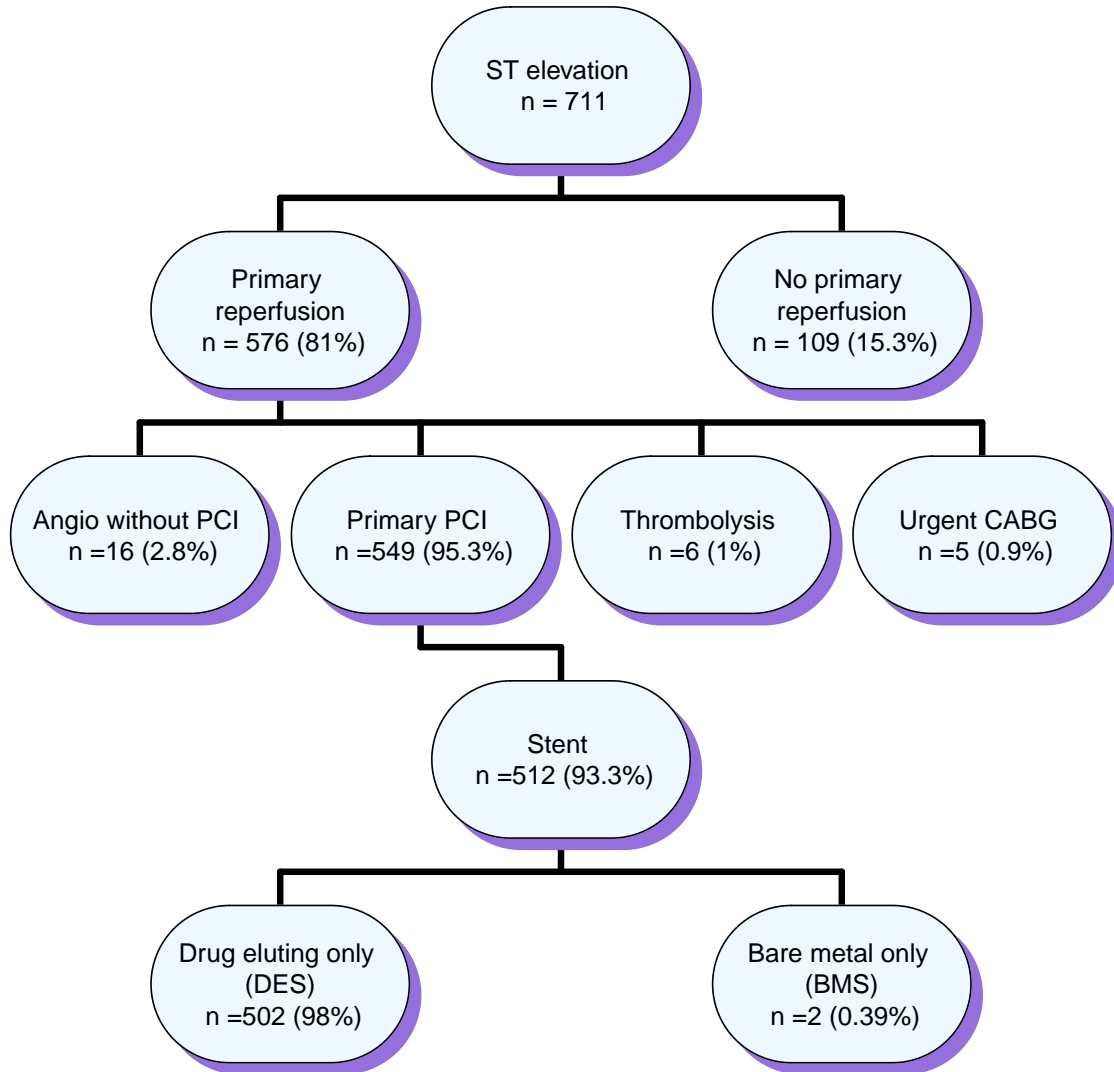 ST elevation
n = 711
Primary
reperfusion
n = 576 (81%)
No primary
reperfusion
n = 109 (15.3%)
Angio without PCI
n =16 (2.8%)
Primary PCI
n =549 (95.3%)
Thrombolysis
n =6 (1%)
Urgent CABG
n =5 (0.9%)
Stent
n =512 (93.3%)
Drug eluting only
(DES)
n =502 (98%)
Bare metal only
(BMS)
n =2 (0.39%)